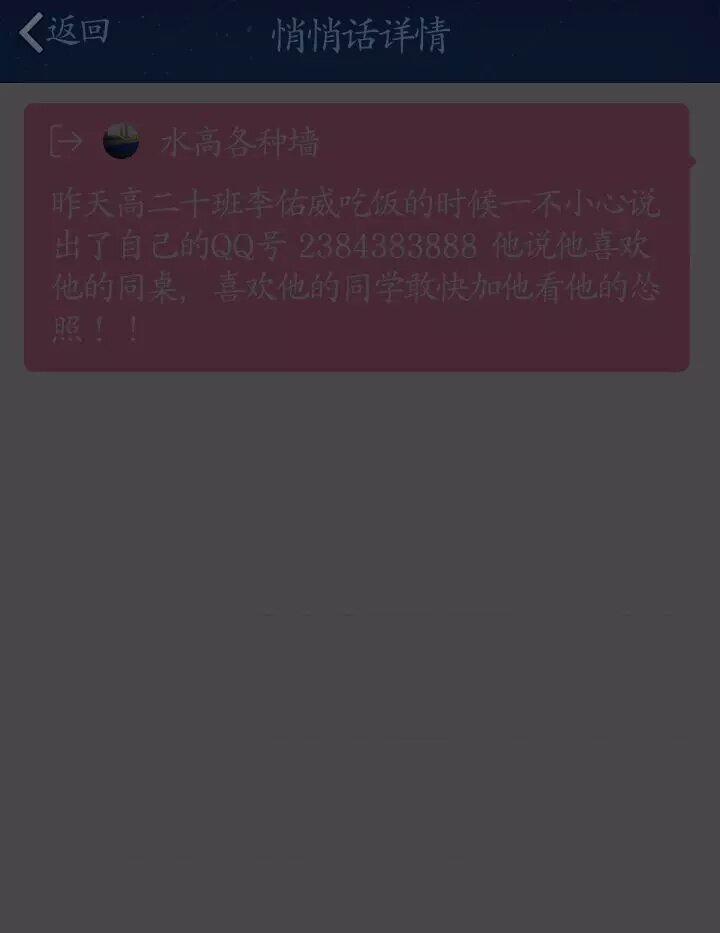 返回
悄悄话详情
水高各种墙
昨天高二十班李佑威吃饭的时候一不小心说
出了自己的QQ号 2384383888 他说他喜欢
他的同桌，喜欢他的同学敢快加他看他的怂
照！！